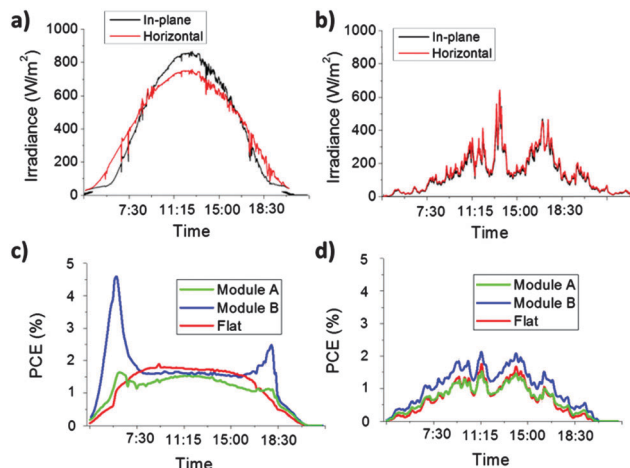 a)
In-plane
Horizontal
Irradiance (W/m²)
1000
800
600
400
200
0
7:30 11:15 15:00 18:30
Time
b)
In-plane
Horizontal
Irradiance (W/m²)
1000
800
600
400
200
0
7:30 11:15 15:00 18:30
Time
c)
Module A
Module B
Flat
PCE (%)
5
4
3
2
1
0
7:30 11:15 15:00 18:30
Time
d)
Module A
Module B
Flat
PCE (%)
5
4
3
2
1
0
7:30 11:15 15:00 18:30
Time